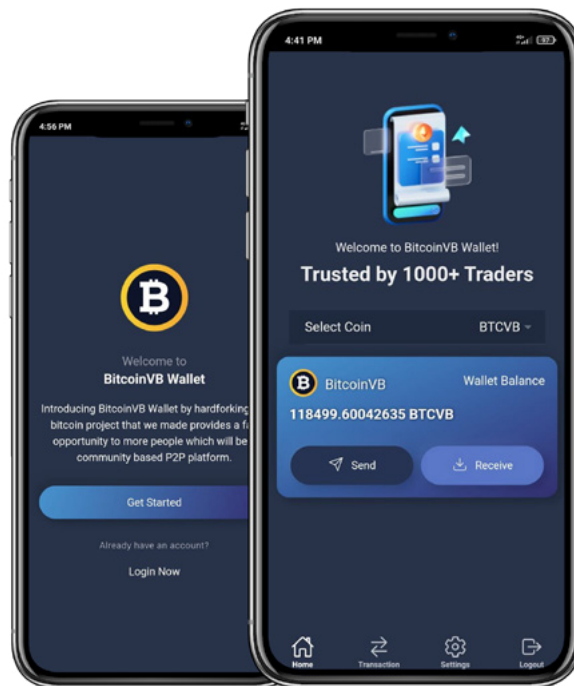 4:56 PM
Welcome to
BitcoinVB Wallet
Introducing BitcoinVB Wallet by hardforking
bitcoin project that we made provides a
opportunity to more people which will be
community based P2P platform.
Get Started
Already have an account?
Login Now
4:41 PM
97
Welcome to BitcoinVB Wallet!
Trusted by 1000+ Traders
Select Coin BTCVB
BitcoinVB Wallet Balance
118499.60042635 BTCVB
Send Receive
Home Transaction Settings Logout